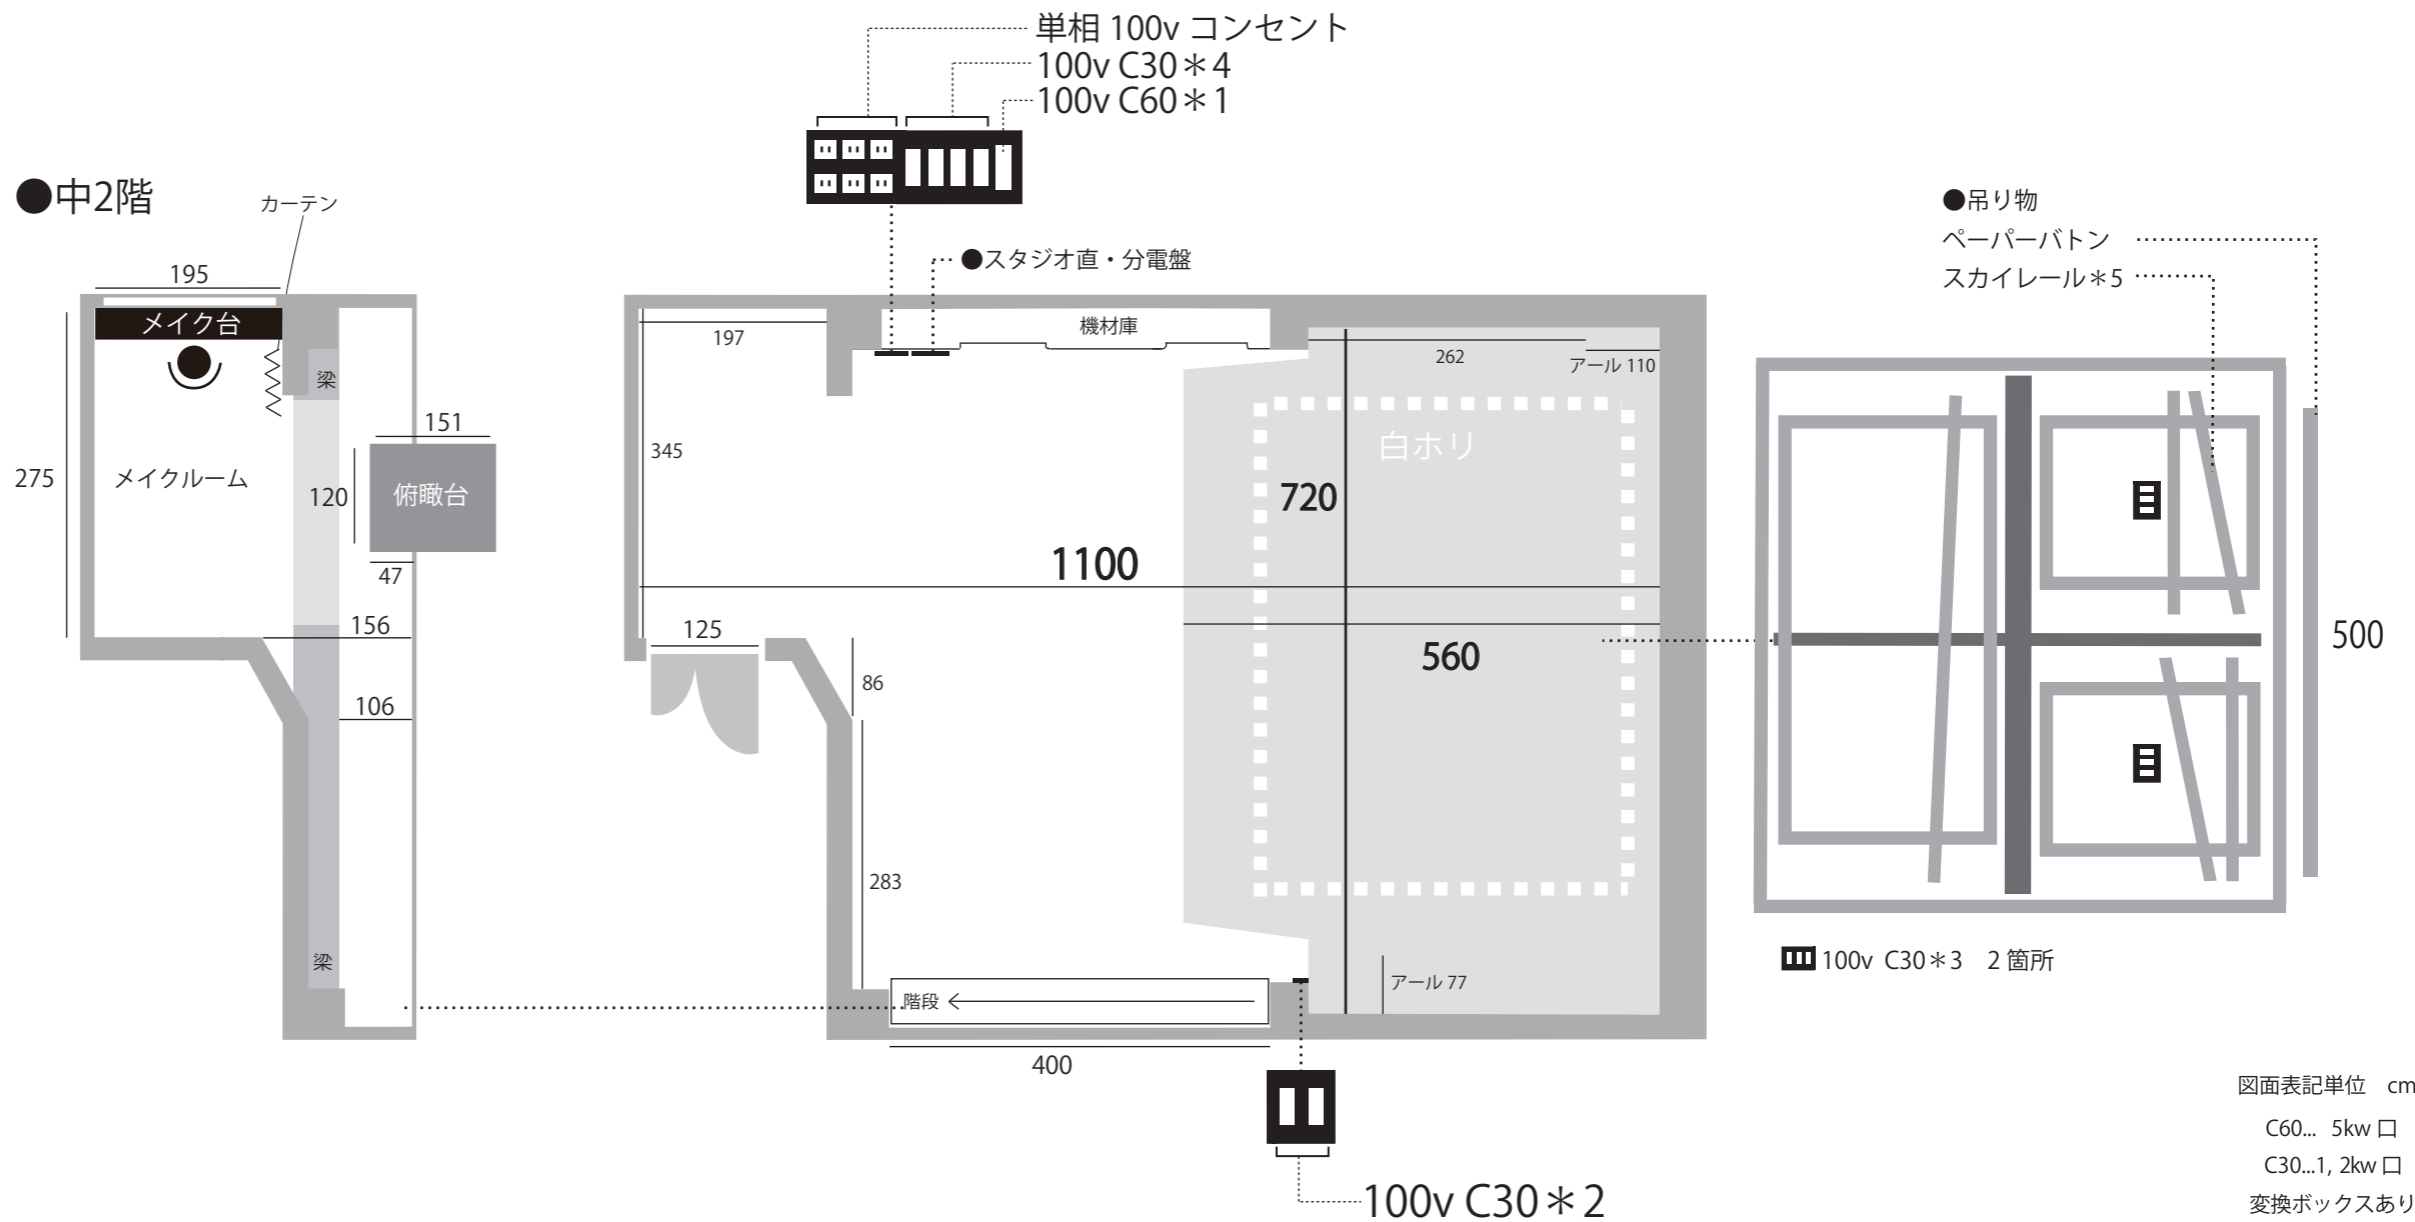 単相 100v コンセント
100v C30＊4
100v C60＊1
●中2階
カーテン
195
メイク台
梁
151
275
メイクルーム
120
俯瞰台
47
156
106
梁
●スタジオ直・分電盤
197
機材庫
262
アール 110
345
白ホリ
720
1100
125
560
86
283
階段
アール 77
400
100v C30＊2
●吊り物
ペーパーバトン
スカイレール＊5
500
100v C30＊3 2 箇所
図面表記単位 cm
C60... 5kw 口
C30...1, 2kw 口
変換ボックスあり